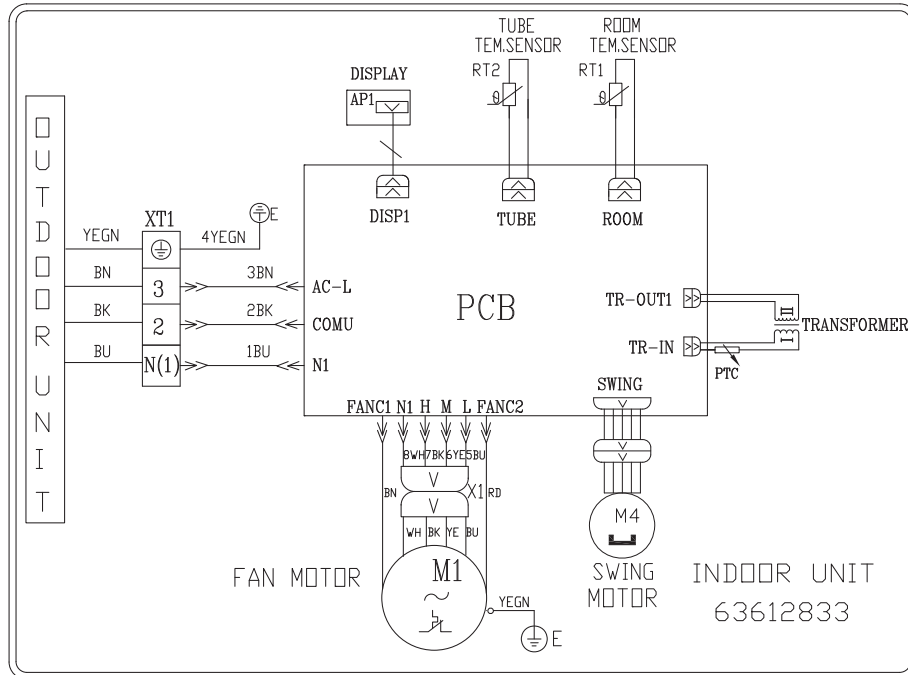 TUBE
TEM.SENSOR
ROOM
TEM.SENSOR
RT2
RT1
θ
θ
DISPLAY
AP1
OUTDOOR UNIT
DISP1
TUBE
ROOM
XT1
E
YEGN
4YEGN
BN
3
3BN
AC-L
BK
2
2BK
COMU
BU
N(1)
1BU
N1
PCB
TR-OUT1
II
TRANSFORMER
TR-IN
I
PTC
SWING
FANC1 N1 H M L FANC2
8WH 7BK 6YE 5BU
BN
X1
RD
WH BK YE BU
M1
FAN MOTOR
YEGN
E
M4
SWING
MOTOR
INDOOR UNIT
63612833